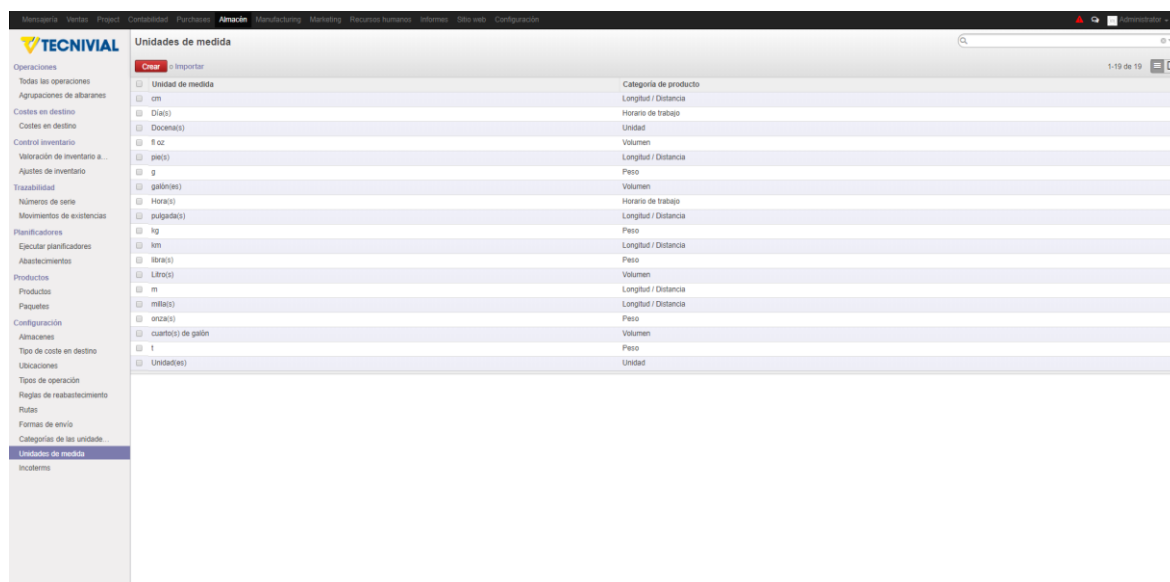 Mensajería Ventas Project Contabilidad Purchases Almacén Manufacturing Marketing Recursos humanos Informes Sitio web Configuración Administrator
TECNIVIAL
Unidades de medida
Operaciones
Todas las operaciones
Agrupaciones de albaranes
Costes en destino
Costes en destino
Control inventario
Valoración de inventario a...
Ajustes de inventario
Trazabilidad
Números de serie
Movimientos de existencias
Planificadores
Ejecutar planificadores
Abastecimientos
Productos
Productos
Paquetes
Configuración
Almacenes
Tipo de coste en destino
Ubicaciones
Tipos de operación
Reglas de reabastecimiento
Rutas
Formas de envío
Categorías de las unidade...
Unidades de medida
Incoterms
Crear o Importar 1-19 de 19
Unidad de medida Categoría de producto
cm Longitud / Distancia
Día(s) Horario de trabajo
Docena(s) Unidad
fl oz Volumen
pie(s) Longitud / Distancia
g Peso
galón(es) Volumen
Hora(s) Horario de trabajo
pulgada(s) Longitud / Distancia
kg Peso
km Longitud / Distancia
libra(s) Peso
Litro(s) Volumen
m Longitud / Distancia
milla(s) Longitud / Distancia
onza(s) Peso
cuarto(s) de galón Volumen
t Peso
Unidad(es) Unidad